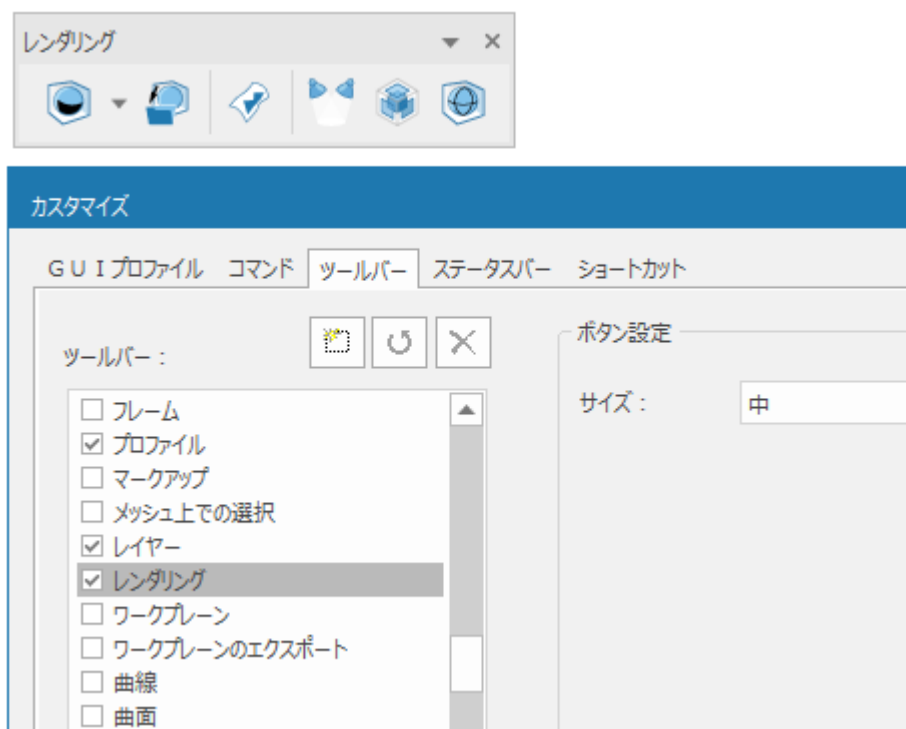 レンダリング
カスタマイズ
ＧＵＩプロファイル コマンド ツールバー ステータスバー ショートカット
ツールバー：
フレーム
プロファイル
マークアップ
メッシュ上での選択
レイヤー
レンダリング
ワークプレーン
ワークプレーンのエクスポート
曲線
曲面
ボタン設定
サイズ： 中